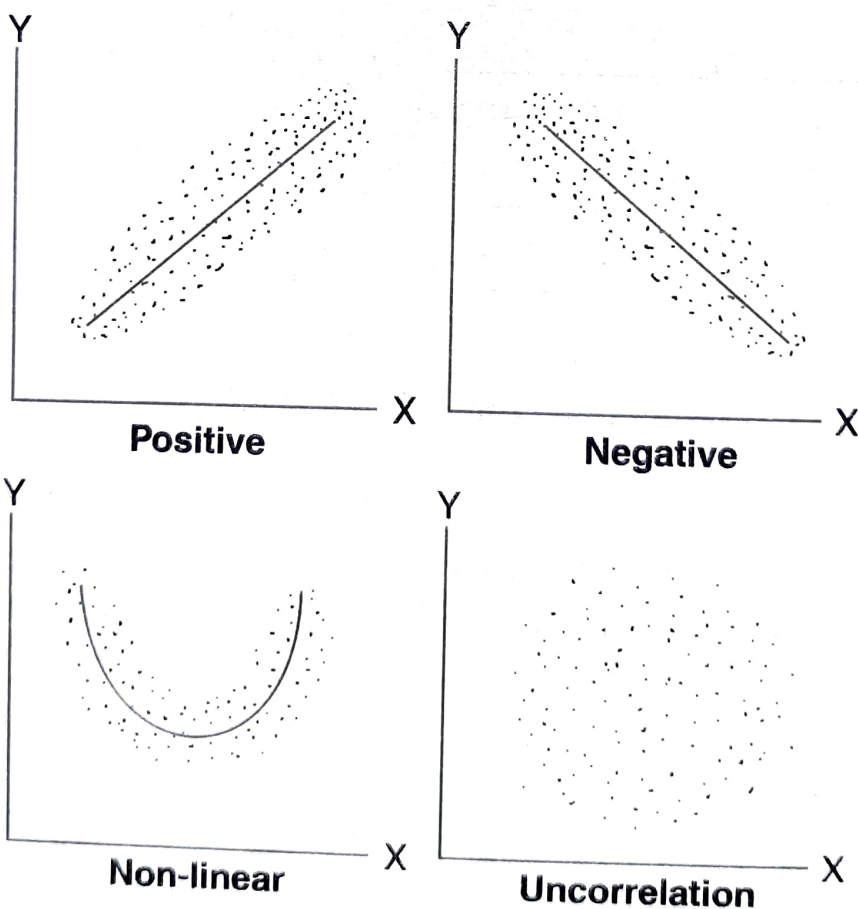 Y
Y
X
Positive
X
Negative
Y
Y
X
Non-linear
X
Uncorrelation